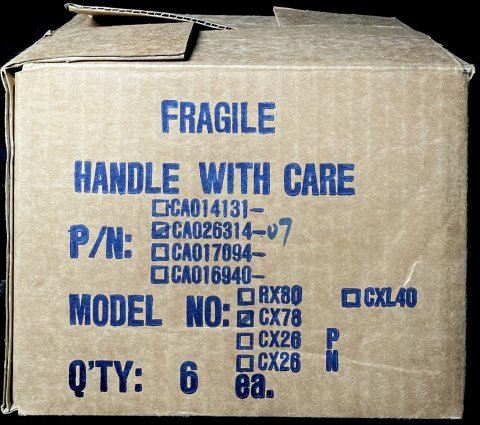 FRAGILE
HANDLE WITH CARE
CA014131-
P/N: CA026314-07
CA017094-
CA016940-
RX80 CXL40
MODEL NO: CX78
CX26 P
CX26 N
Q'TY: 6 ea.